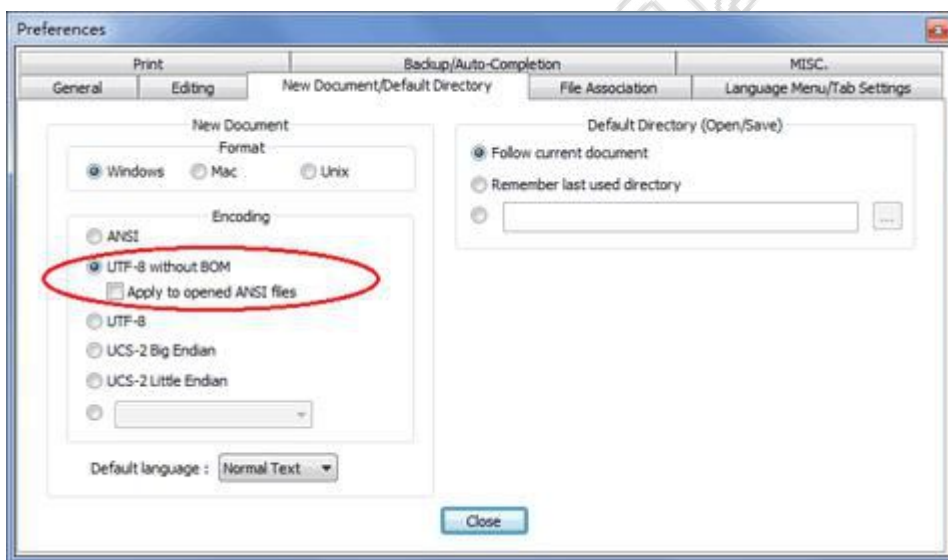 Preferences
Print Backup/Auto-Completion MISC.
General Editing New Document/Default Directory File Association Language Menu/Tab Settings
New Document
Format
Windows Mac Unix
Encoding
ANSI
UTF-8 without BOM
Apply to opened ANSI files
UTF-8
UCS-2 Big Endian
UCS-2 Little Endian
Default language : Normal Text
Default Directory (Open/Save)
Follow current document
Remember last used directory
...
Close